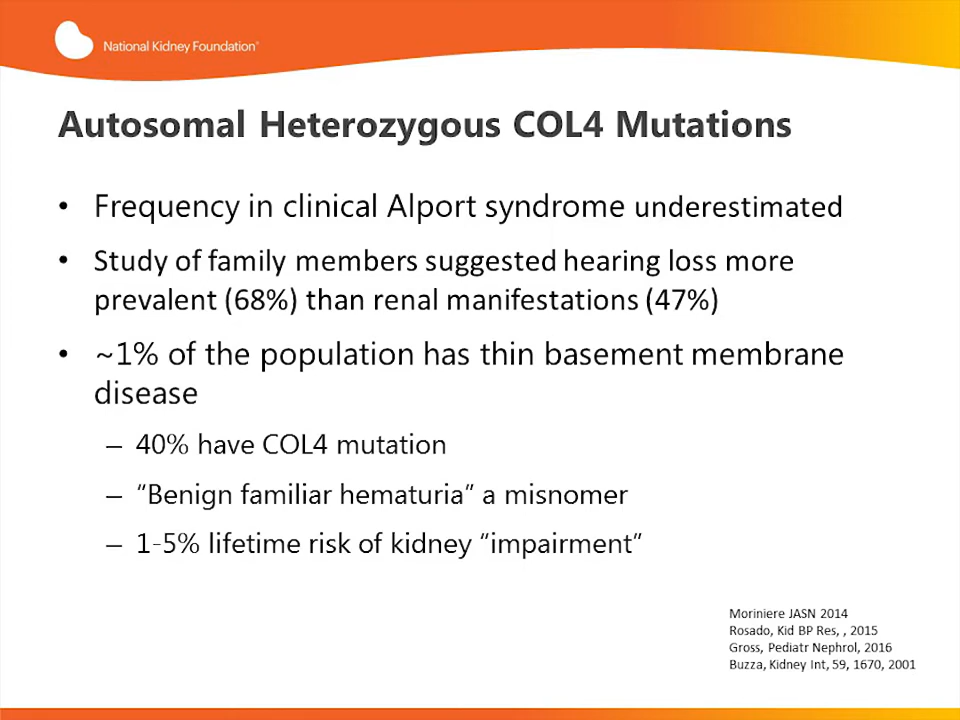 National Kidney Foundation®
Autosomal Heterozygous COL4 Mutations
• Frequency in clinical Alport syndrome underestimated
• Study of family members suggested hearing loss more
prevalent (68%) than renal manifestations (47%)
• ~1% of the population has thin basement membrane
disease
– 40% have COL4 mutation
– "Benign familiar hematuria" a misnomer
– 1-5% lifetime risk of kidney "impairment"
Moriniere JASN 2014
Rosado, Kid BP Res, , 2015
Gross, Pediatr Nephrol, 2016
Buzza, Kidney Int, 59, 1670, 2001